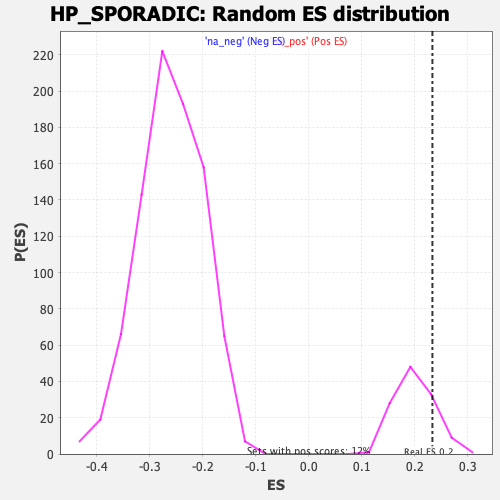 HP_SPORADIC: Random ES distribution
'na_neg' (Neg ES)_pos' (Pos ES)
P(ES)
220
200
180
160
140
120
100
80
60
40
20
0
Sets with pos scores: 12%
Real ES 0.2
-0.4 -0.3 -0.2 -0.1 0.0 0.1 0.2 0.3
ES